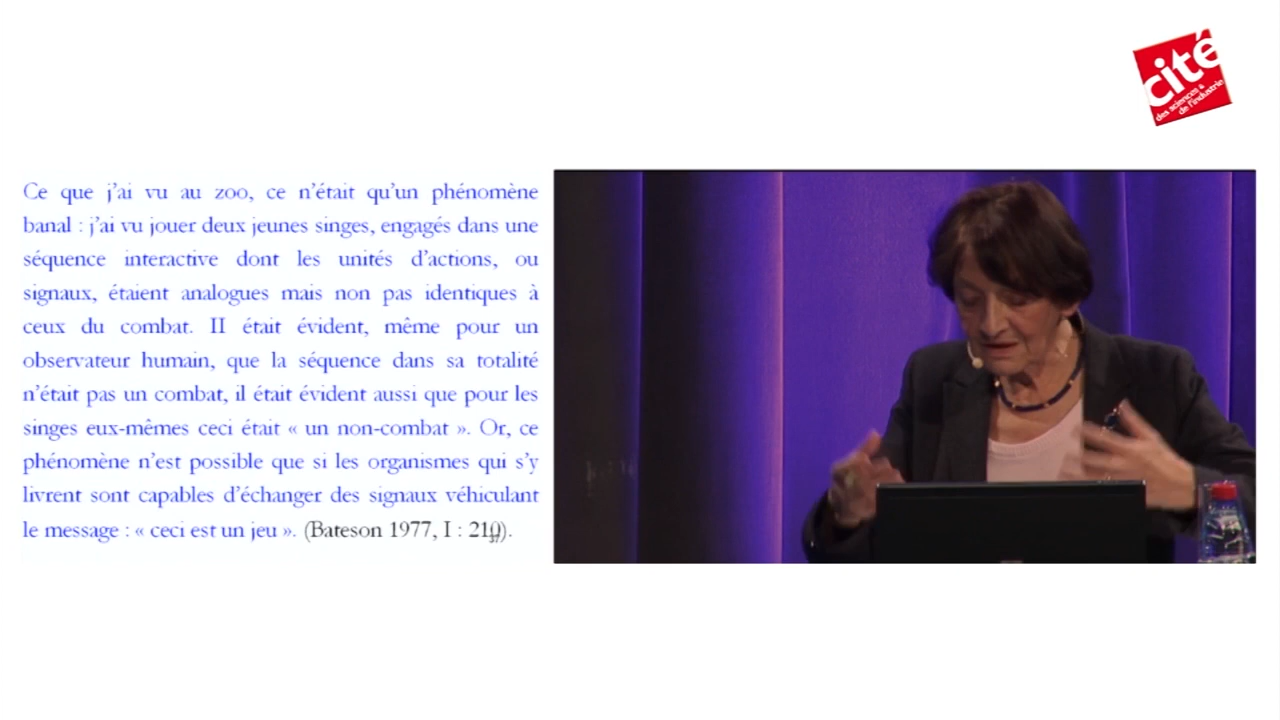 cité
des sciences &
de l'industrie
Ce que j'ai vu au zoo, ce n'était qu'un phénomène
banal : j'ai vu jouer deux jeunes singes, engagés dans une
séquence interactive dont les unités d'actions, ou
signaux, étaient analogues mais non pas identiques à
ceux du combat. II était évident, même pour un
observateur humain, que la séquence dans sa totalité
n'était pas un combat, il était évident aussi que pour les
singes eux-mêmes ceci était « un non-combat ». Or, ce
phénomène n'est possible que si les organismes qui s'y
livrent sont capables d'échanger des signaux véhiculant
le message : « ceci est un jeu ». (Bateson 1977, I : 210).